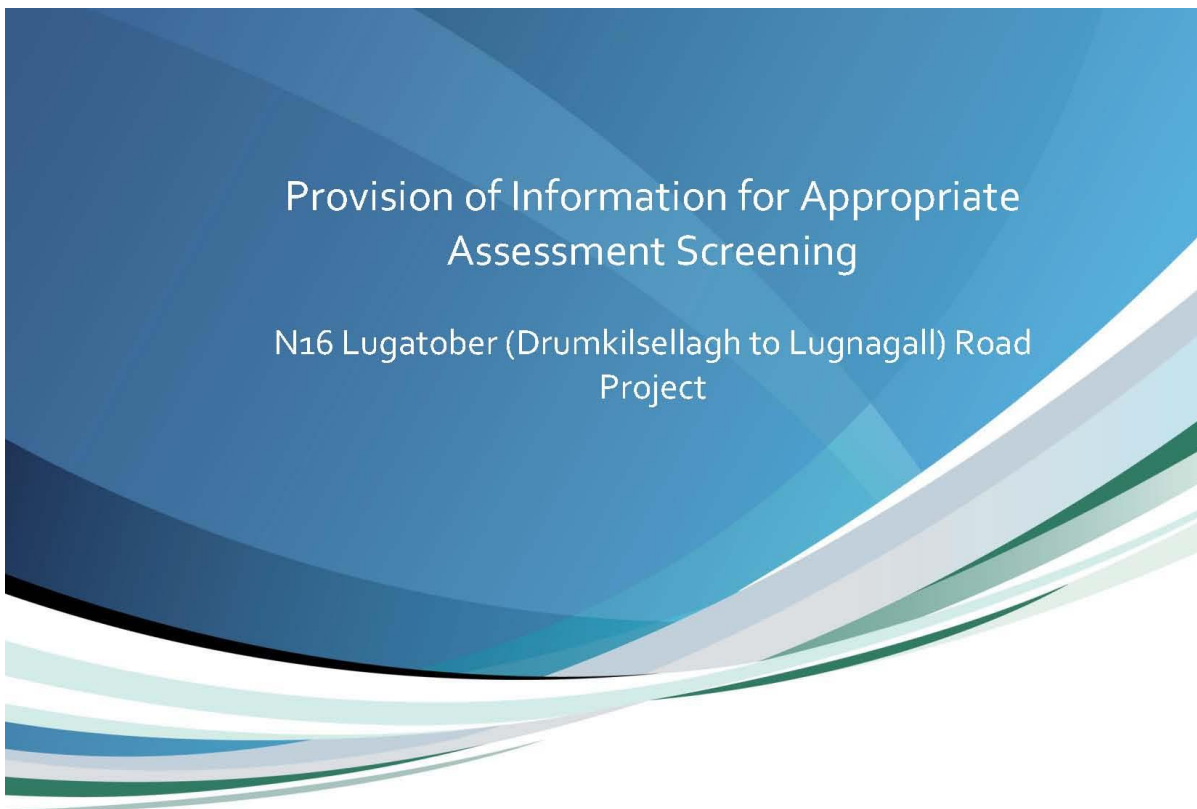 Provision of Information for Appropriate
Assessment Screening
N16 Lugatober (Drumkilsellagh to Lugnagall) Road
Project